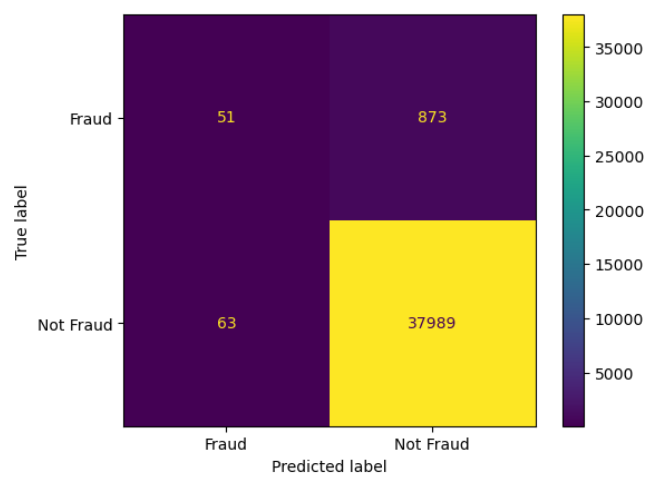 Fraud
51
873
Not Fraud
63
37989
Fraud
Not Fraud
Predicted label
True label
35000
30000
25000
20000
15000
10000
5000